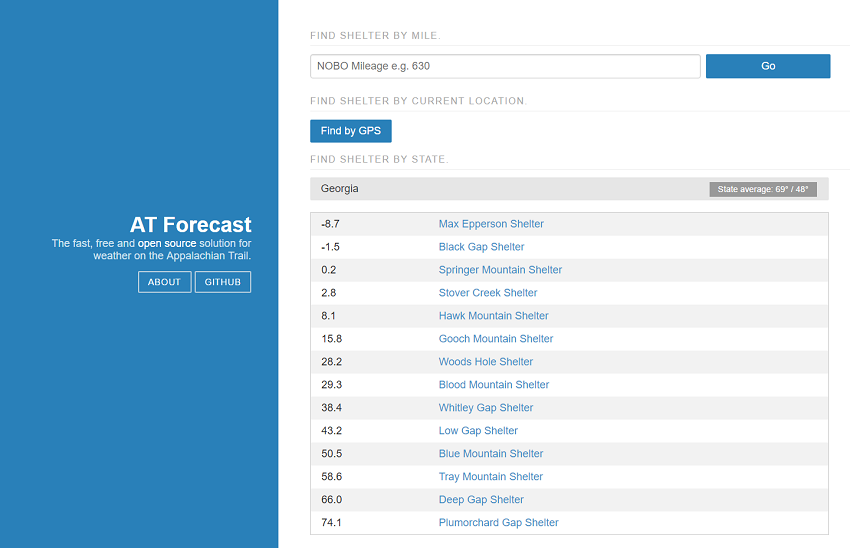 AT Forecast
The fast, free and open source solution for
weather on the Appalachian Trail.
ABOUT GITHUB
FIND SHELTER BY MILE.
NOBO Mileage e.g. 630 Go
FIND SHELTER BY CURRENT LOCATION.
Find by GPS
FIND SHELTER BY STATE.
Georgia State average: 69° / 48°
-8.7 Max Epperson Shelter
-1.5 Black Gap Shelter
0.2 Springer Mountain Shelter
2.8 Stover Creek Shelter
8.1 Hawk Mountain Shelter
15.8 Gooch Mountain Shelter
28.2 Woods Hole Shelter
29.3 Blood Mountain Shelter
38.4 Whitley Gap Shelter
43.2 Low Gap Shelter
50.5 Blue Mountain Shelter
58.6 Tray Mountain Shelter
66.0 Deep Gap Shelter
74.1 Plumorchard Gap Shelter